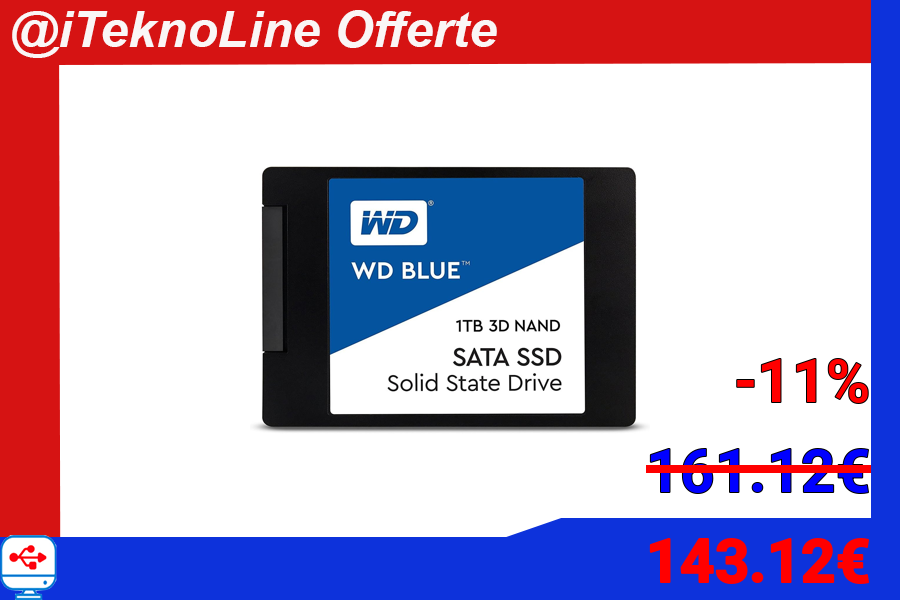 @iTeknoLine Offerte
WD®
WD BLUE™
1TB 3D NAND
SATA SSD
Solid State Drive
-11%
161.12€
143.12€